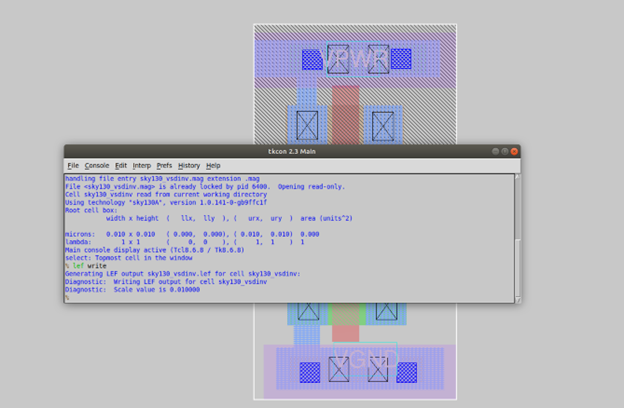 VPWR
tkcon 2.3 Main
File Console Edit Interp Prefs History Help
handling file entry sky130_vsdinv.mag extension .mag
File <sky130_vsdinv.mag> is already locked by pid 6400. Opening read-only.
Cell sky130_vsdinv read from current working directory
Using technology "sky130A", version 1.0.141-0-gb9ffc1f
Root cell box:
width x height ( llx, lly ), ( urx, ury ) area (units^2)
microns: 0.010 x 0.010 ( 0.000, 0.000), ( 0.010, 0.010) 0.000
lambda: 1 x 1 ( 0, 0 ), ( 1, 1 ) 1
Main console display active (Tcl8.6.8 / Tk8.6.8)
select: Topmost cell in the window
% lef write
Generating LEF output sky130_vsdinv.lef for cell sky130_vsdinv:
Diagnostic: Writing LEF output for cell sky130_vsdinv
Diagnostic: Scale value is 0.010000
%
VGND